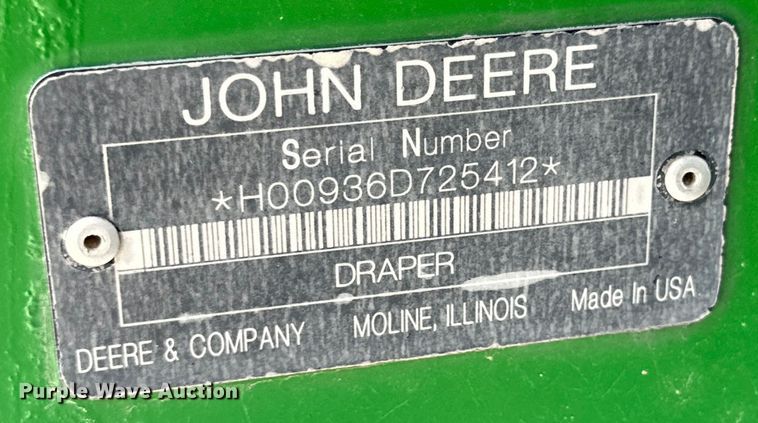 JOHN DEERE
Serial Number
*H00936D725412*
DRAPER
DEERE & COMPANY MOLINE, ILLINOIS Made In USA
Purple Wave Auction